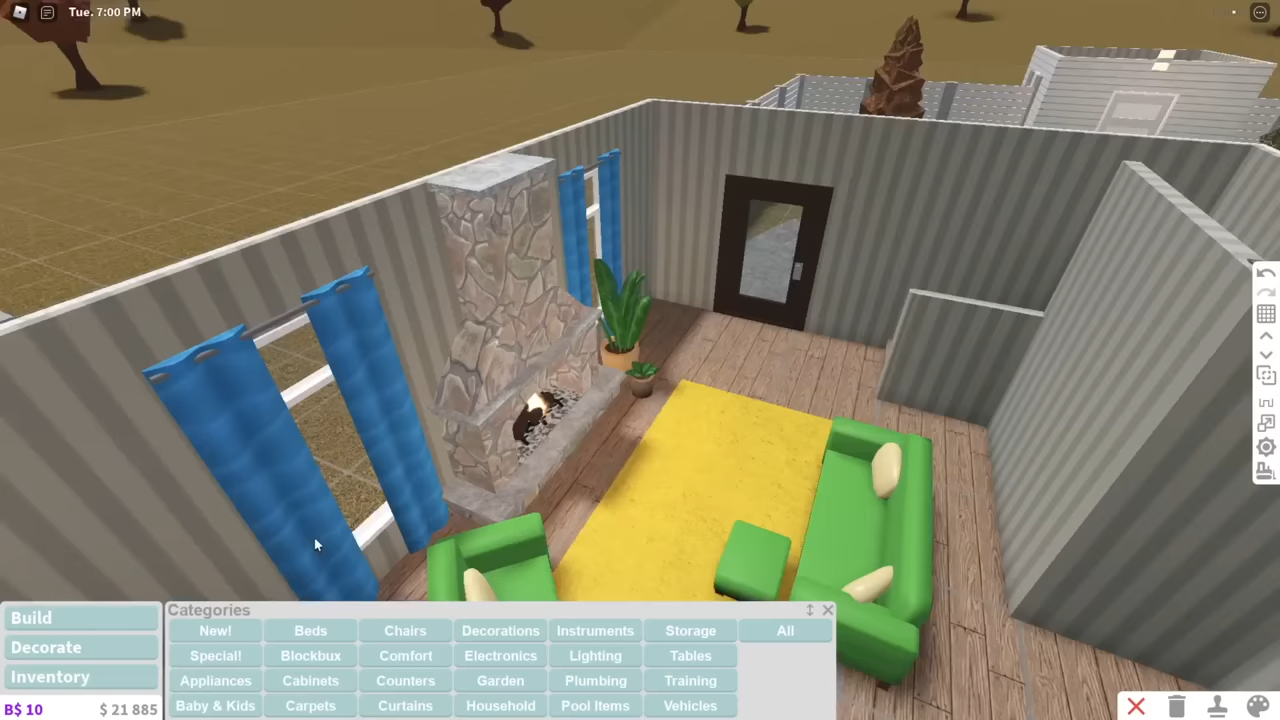 Tue. 7:00 PM
Build
Decorate
Inventory
B$ 10 $ 21 885
Categories
New! Beds Chairs Decorations Instruments Storage All
Special! Blockbux Comfort Electronics Lighting Tables
Appliances Cabinets Counters Garden Plumbing Training
Baby & Kids Carpets Curtains Household Pool Items Vehicles